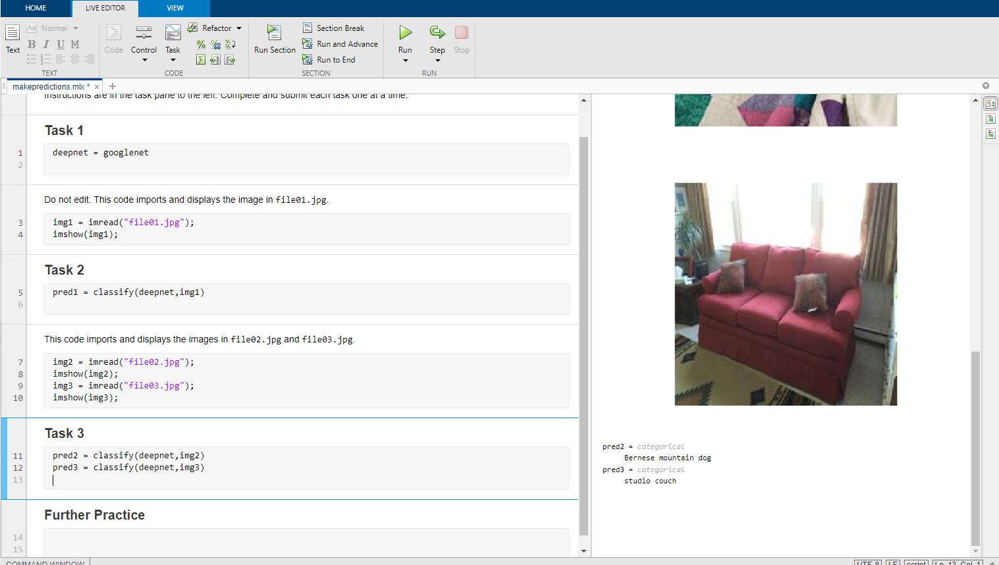 HOME LIVE EDITOR VIEW
Text Aa Normal
B I U M
TEXT
Code Control Task
Refactor
CODE
Run Section
Section Break
Run and Advance
Run to End
SECTION
Run Step Stop
RUN
makepredictions.mlx * × +
Instructions are in the task pane to the left. Complete and submit each task one at a time.
Task 1
1 deepnet = googlenet
2
Do not edit. This code imports and displays the image in file01.jpg.
3 img1 = imread("file01.jpg");
4 imshow(img1);
Task 2
5 pred1 = classify(deepnet,img1)
6
This code imports and displays the images in file02.jpg and file03.jpg.
7 img2 = imread("file02.jpg");
8 imshow(img2);
9 img3 = imread("file03.jpg");
10 imshow(img3);
Task 3
11 pred2 = classify(deepnet,img2)
12 pred3 = classify(deepnet,img3)
13
Further Practice
14
15
pred2 = categorical
Bernese mountain dog
pred3 = categorical
studio couch
COMMAND WINDOW
UTF-8 LF script Ln 13 Col 1